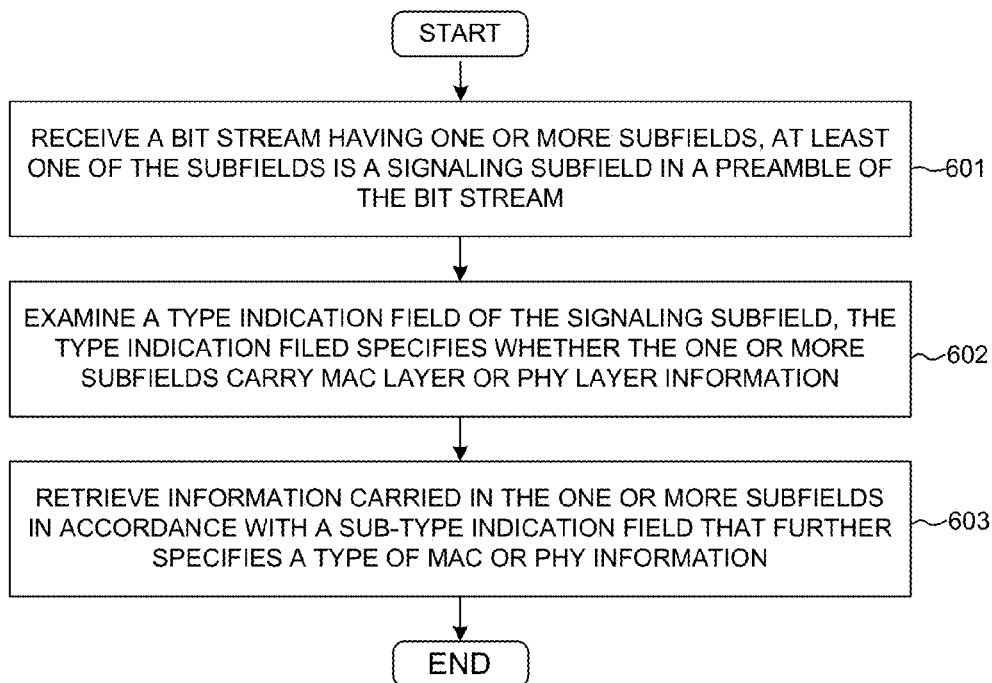 START
RECEIVE A BIT STREAM HAVING ONE OR MORE SUBFIELDS, AT LEAST
ONE OF THE SUBFIELDS IS A SIGNALING SUBFIELD IN A PREAMBLE OF
THE BIT STREAM
601
EXAMINE A TYPE INDICATION FIELD OF THE SIGNALING SUBFIELD, THE
TYPE INDICATION FILED SPECIFIES WHETHER THE ONE OR MORE
SUBFIELDS CARRY MAC LAYER OR PHY LAYER INFORMATION
602
RETRIEVE INFORMATION CARRIED IN THE ONE OR MORE SUBFIELDS
IN ACCORDANCE WITH A SUB-TYPE INDICATION FIELD THAT FURTHER
SPECIFIES A TYPE OF MAC OR PHY INFORMATION
603
END